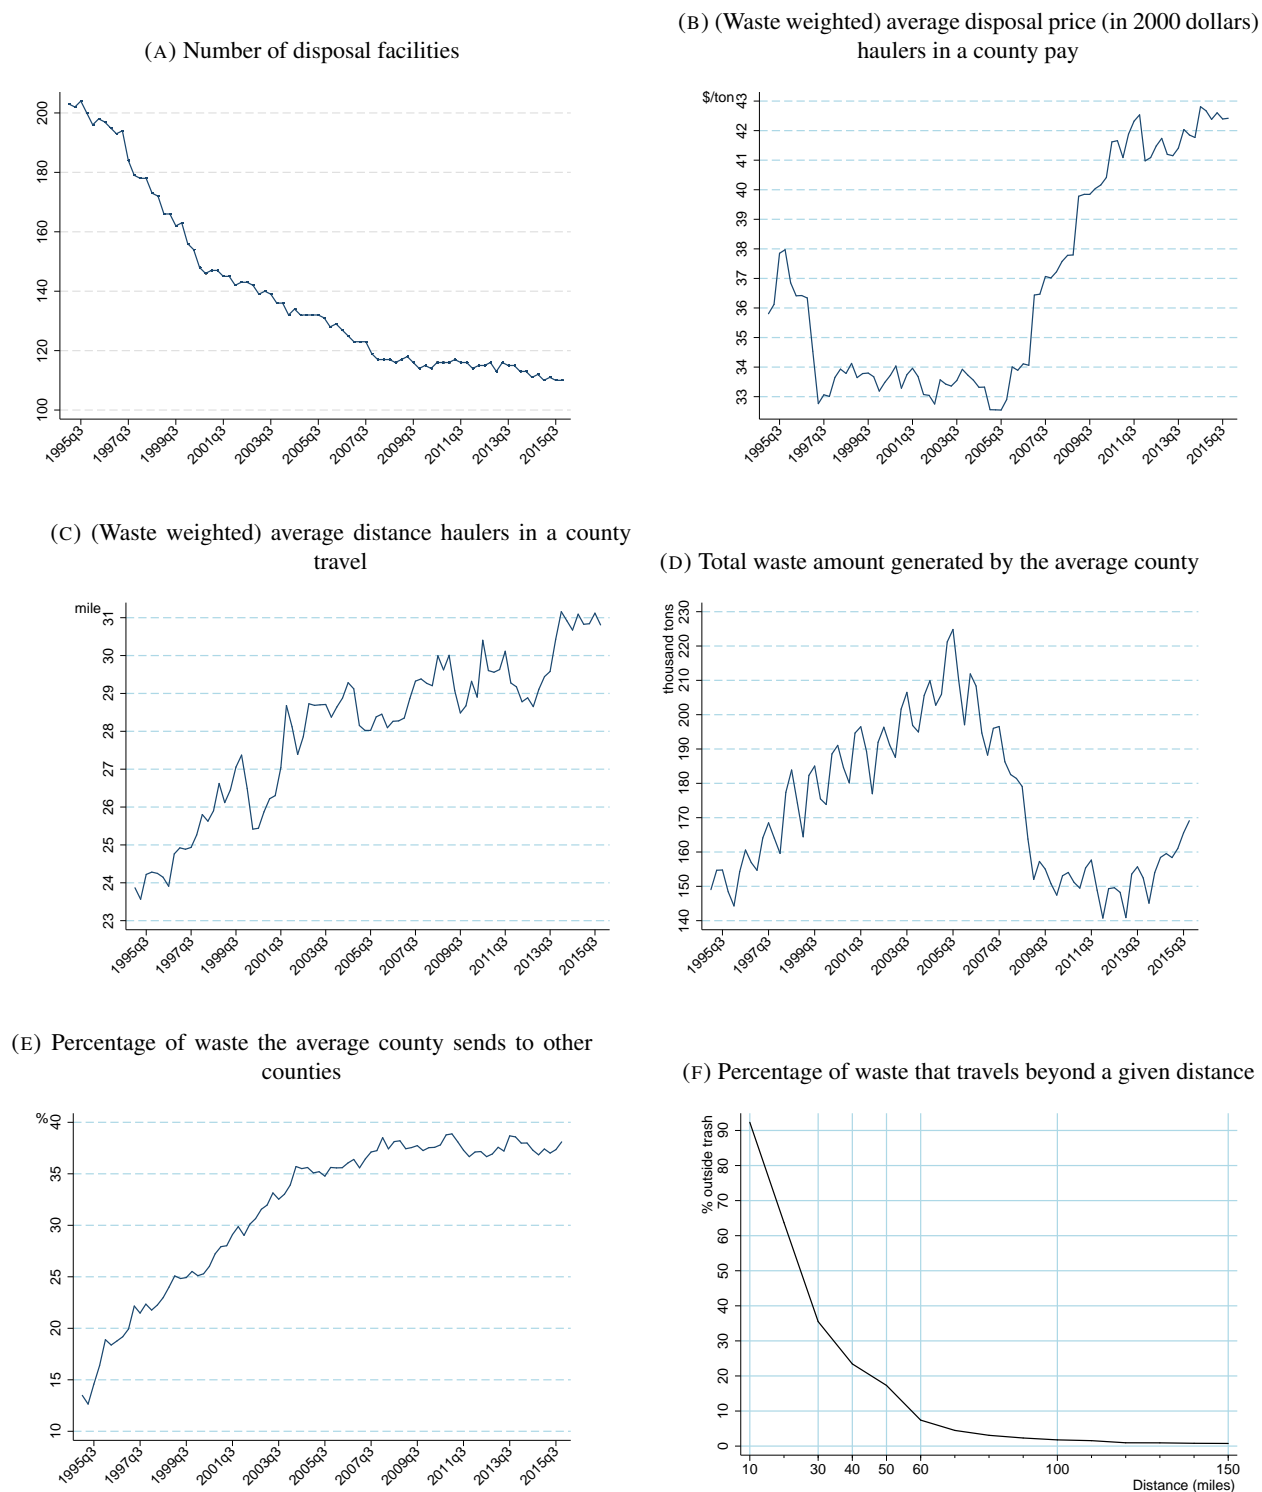 (A) Number of disposal facilities
200
180
160
140
120
100
1995q3
1997q3
1999q3
2001q3
2003q3
2005q3
2007q3
2009q3
2011q3
2013q3
2015q3
(B) (Waste weighted) average disposal price (in 2000 dollars)
haulers in a county pay
$/ton
43
42
41
40
39
38
37
36
35
34
33
1995q3
1997q3
1999q3
2001q3
2003q3
2005q3
2007q3
2009q3
2011q3
2013q3
2015q3
(C) (Waste weighted) average distance haulers in a county
travel
mile
31
30
29
28
27
26
25
24
23
1995q3
1997q3
1999q3
2001q3
2003q3
2005q3
2007q3
2009q3
2011q3
2013q3
2015q3
(D) Total waste amount generated by the average county
thousand tons
230
220
210
200
190
180
170
160
150
140
1995q3
1997q3
1999q3
2001q3
2003q3
2005q3
2007q3
2009q3
2011q3
2013q3
2015q3
(E) Percentage of waste the average county sends to other
counties
%
40
35
30
25
20
15
10
1995q3
1997q3
1999q3
2001q3
2003q3
2005q3
2007q3
2009q3
2011q3
2013q3
2015q3
(F) Percentage of waste that travels beyond a given distance
% outside trash
90
80
70
60
50
40
30
20
10
0
10
30
40
50
60
100
150
Distance (miles)